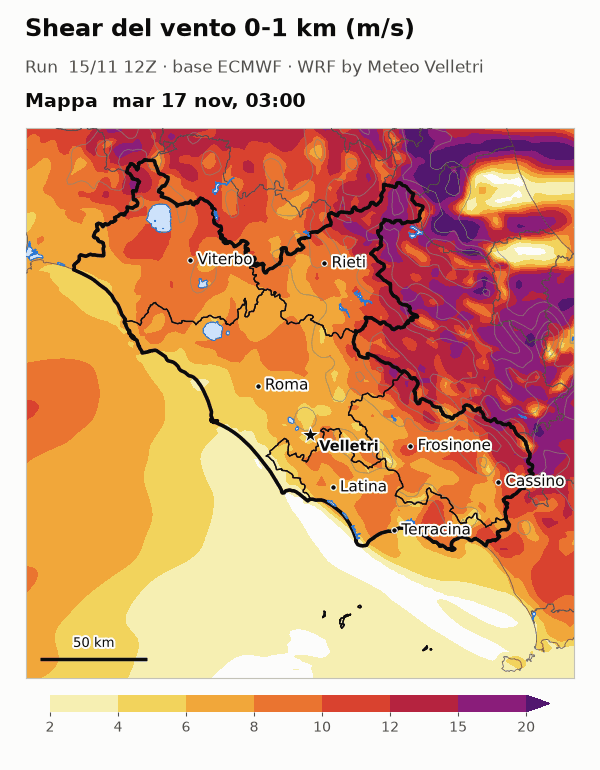 Shear del vento 0-1 km (m/s)
Run  15/11 12Z · base ECMWF · WRF by Meteo Velletri
Mappa  mar 17 nov, 03:00
Viterbo
Rieti
Roma
Velletri
Frosinone
Cassino
Latina
Terracina
50 km
2 4 6 8 10 12 15 20